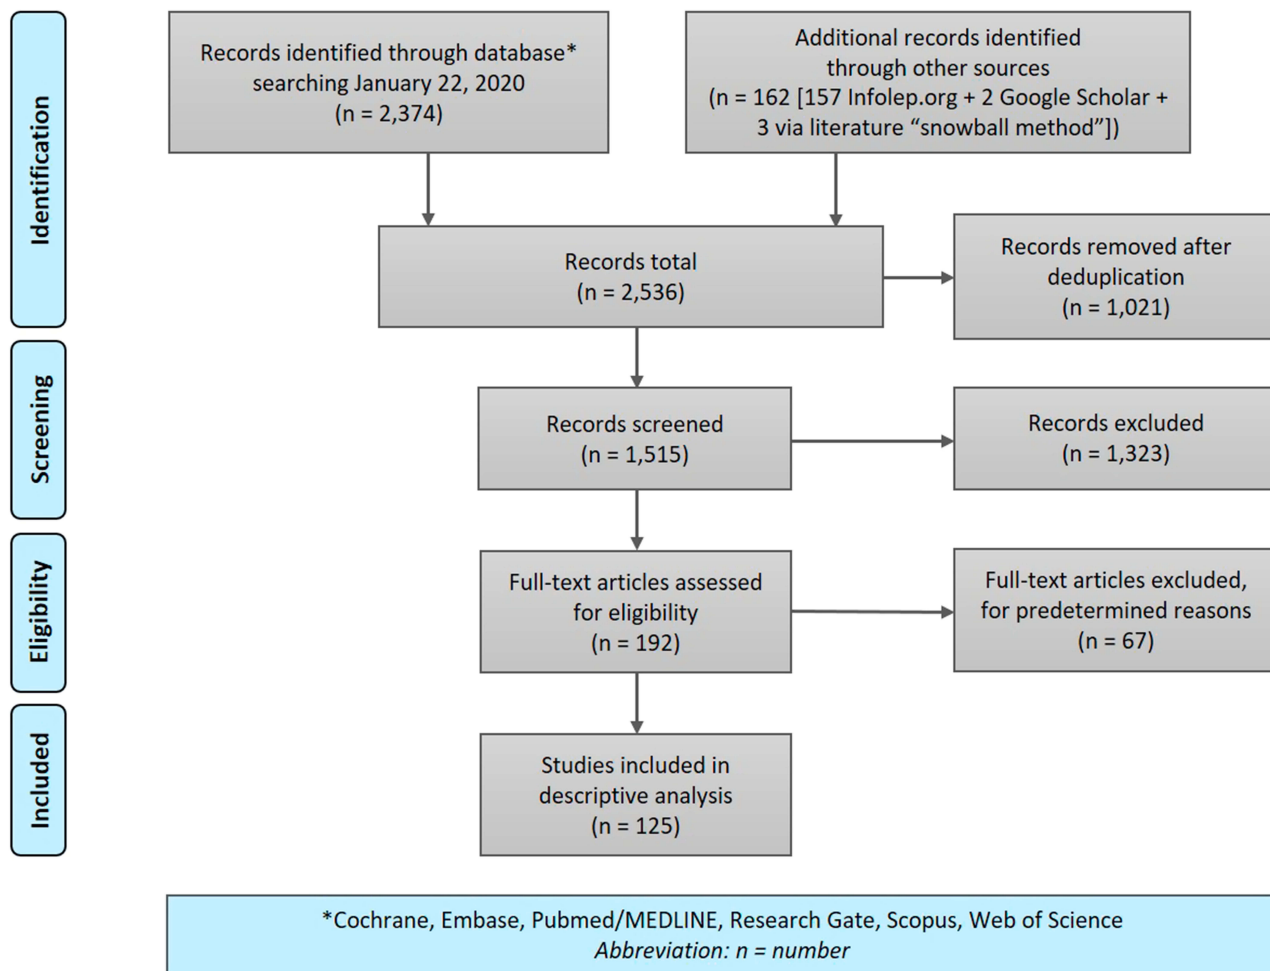 Identification
Records identified through database*
searching January 22, 2020
(n = 2,374)
Additional records identified
through other sources
(n = 162 [157 Infolep.org + 2 Google Scholar +
3 via literature “snowball method”])
Records total
(n = 2,536)
Records removed after
deduplication
(n = 1,021)
Screening
Records screened
(n = 1,515)
Records excluded
(n = 1,323)
Eligibility
Full-text articles assessed
for eligibility
(n = 192)
Full-text articles excluded,
for predetermined reasons
(n = 67)
Included
Studies included in
descriptive analysis
(n = 125)
*Cochrane, Embase, Pubmed/MEDLINE, Research Gate, Scopus, Web of Science
Abbreviation: n = number